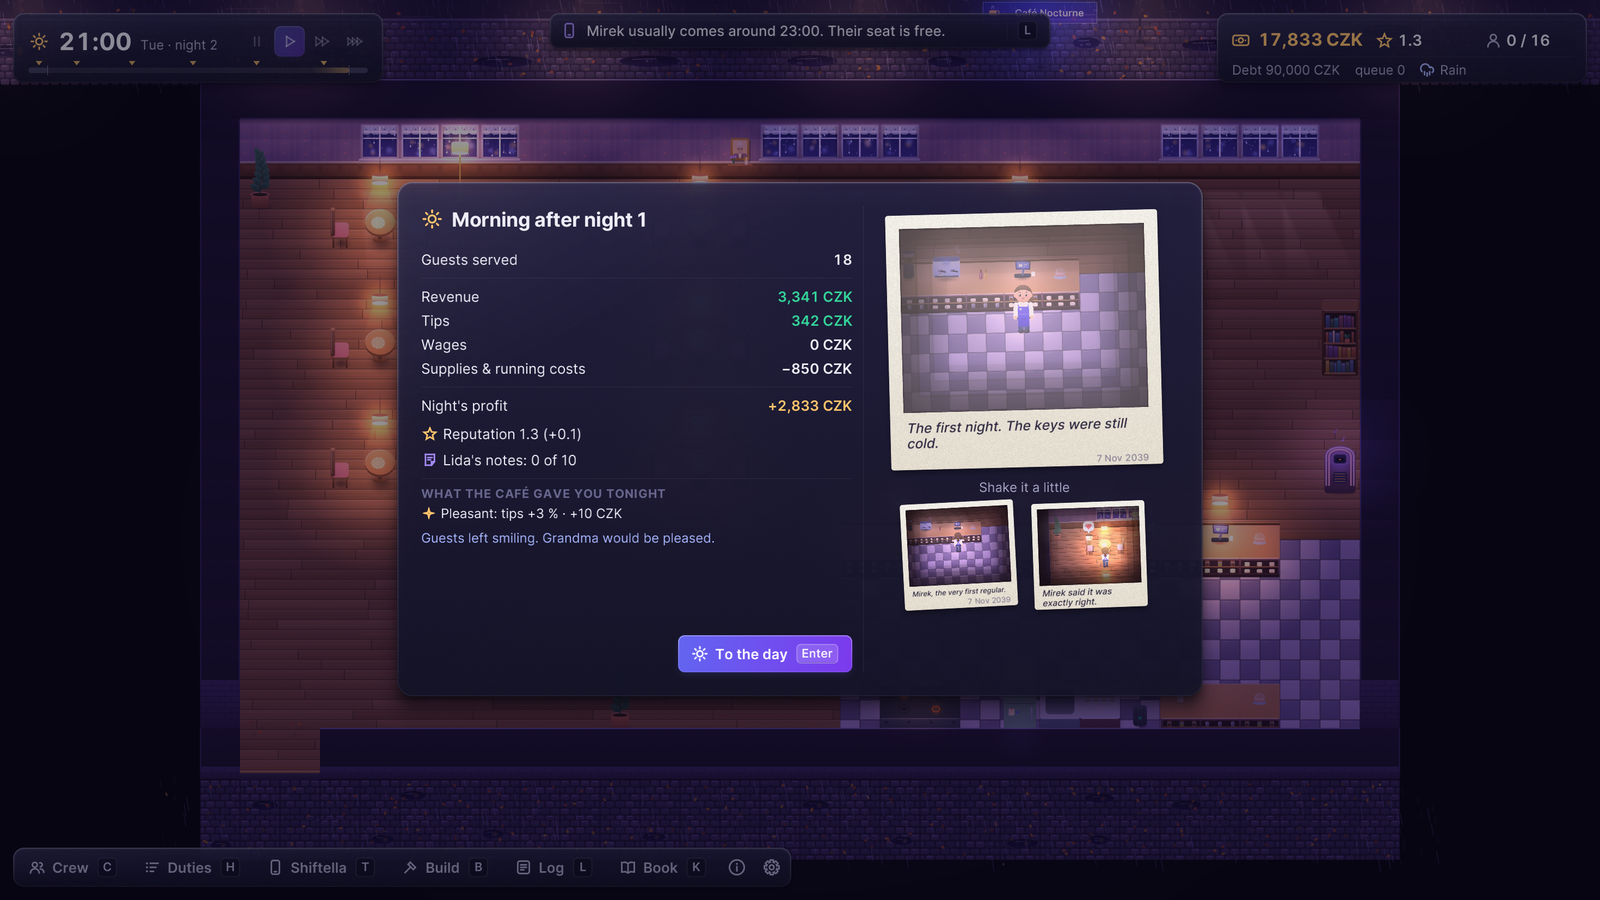 21:00 Tue · night 2
Café Nocturne
Mirek usually comes around 23:00. Their seat is free. L
17,833 CZK 1.3 0 / 16
Debt 90,000 CZK queue 0 Rain
Morning after night 1
Guests served 18
Revenue 3,341 CZK
Tips 342 CZK
Wages 0 CZK
Supplies & running costs −850 CZK
Night's profit +2,833 CZK
Reputation 1.3 (+0.1)
Lida's notes: 0 of 10
WHAT THE CAFÉ GAVE YOU TONIGHT
Pleasant: tips +3 % · +10 CZK
Guests left smiling. Grandma would be pleased.
To the day Enter
The first night. The keys were still
cold.
7 Nov 2039
Shake it a little
Mirek, the very first regular.
7 Nov 2039
Mirek said it was
exactly right.
Crew C Duties H Shiftella T Build B Log L Book K